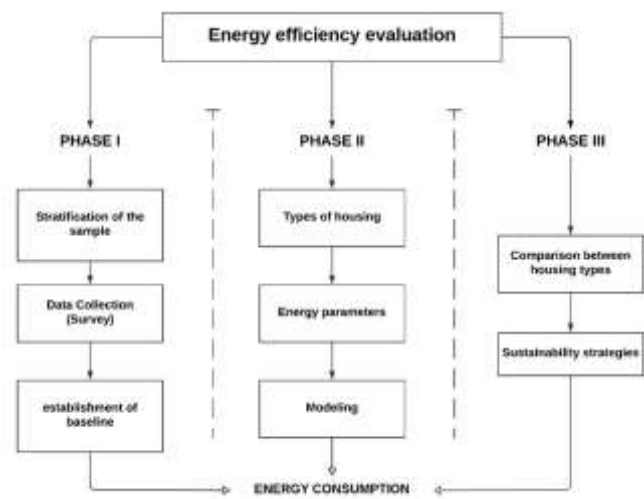 Energy efficiency evaluation
PHASE I
Stratification of the
sample
Data Collection
(Survey)
establishment of
baseline
PHASE II
Types of housing
Energy parameters
Modeling
PHASE III
Comparison between
housing types
Sustainability strategies
ENERGY CONSUMPTION